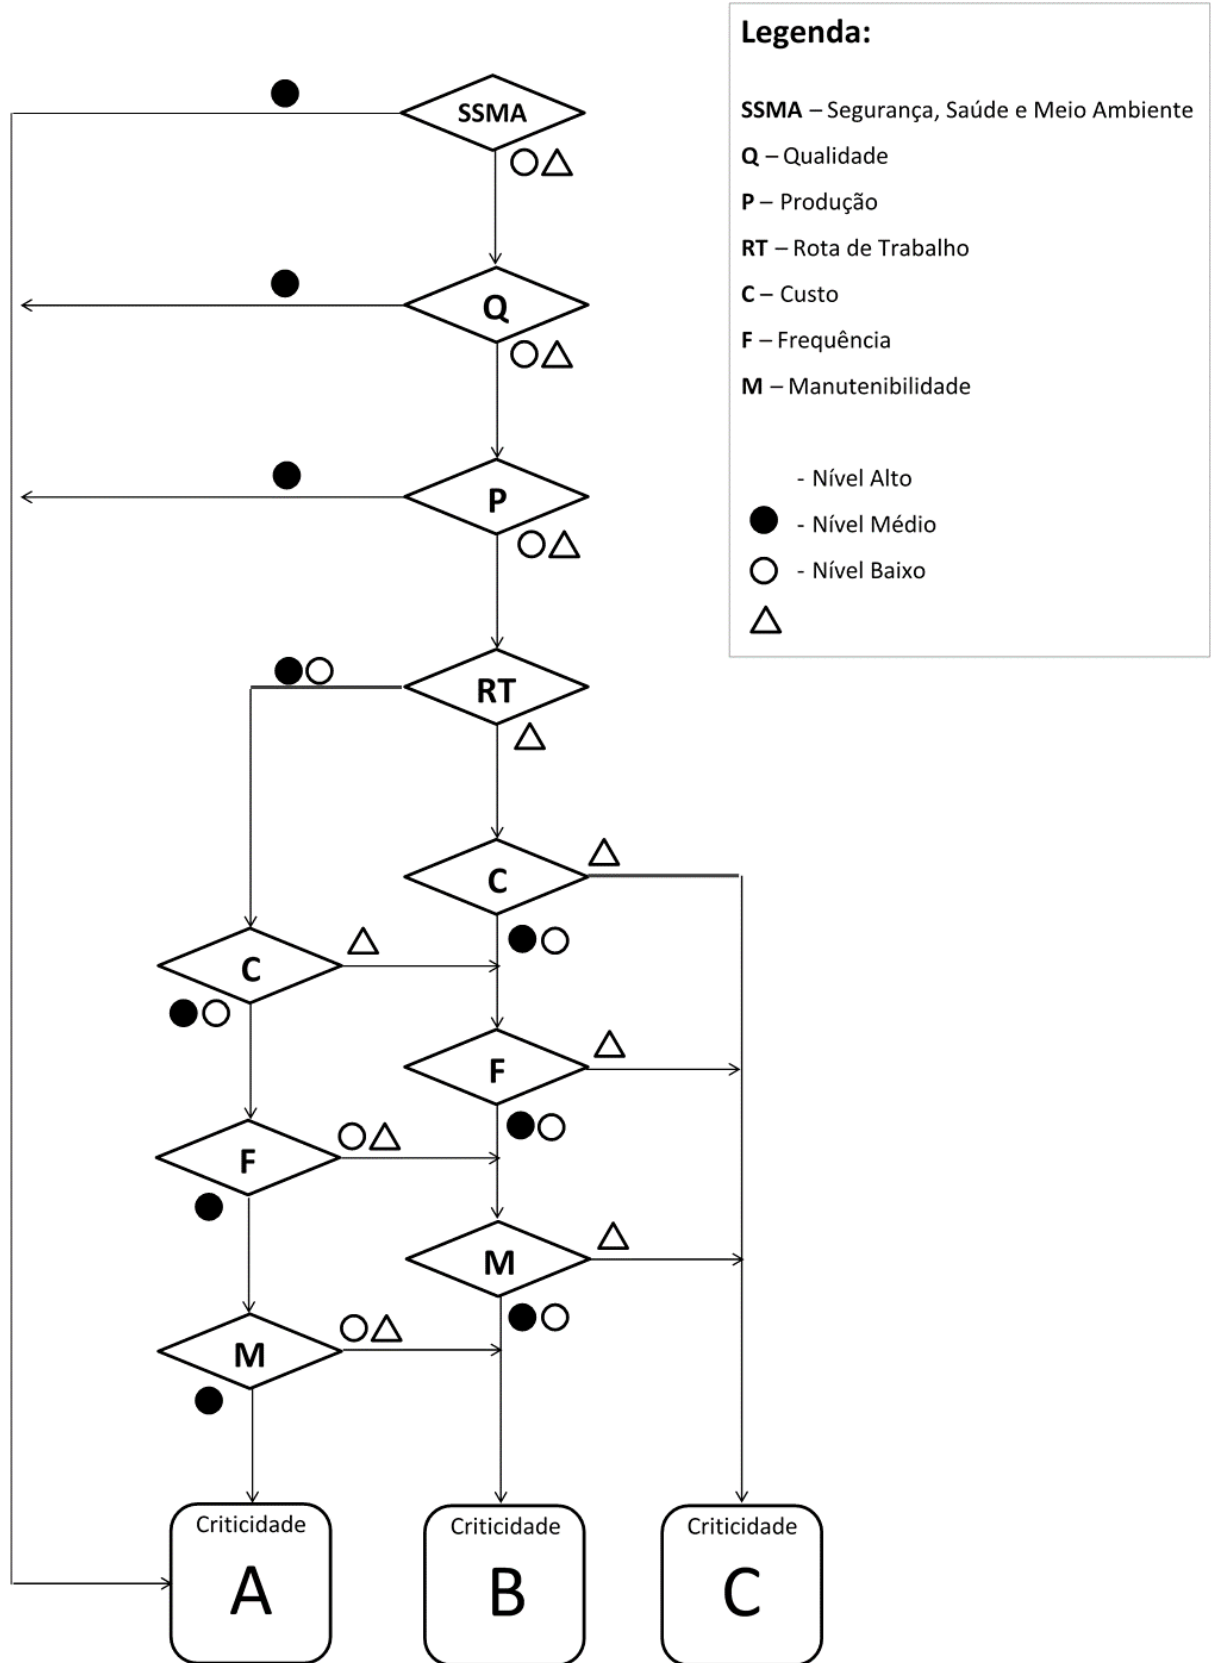 Legenda:
SSMA – Segurança, Saúde e Meio Ambiente
Q – Qualidade
P – Produção
RT – Rota de Trabalho
C – Custo
F – Frequência
M – Manutenibilidade
- Nível Alto
- Nível Médio
- Nível Baixo
SSMA
Q
P
RT
C
C
F
F
M
M
Criticidade
A
Criticidade
B
Criticidade
C